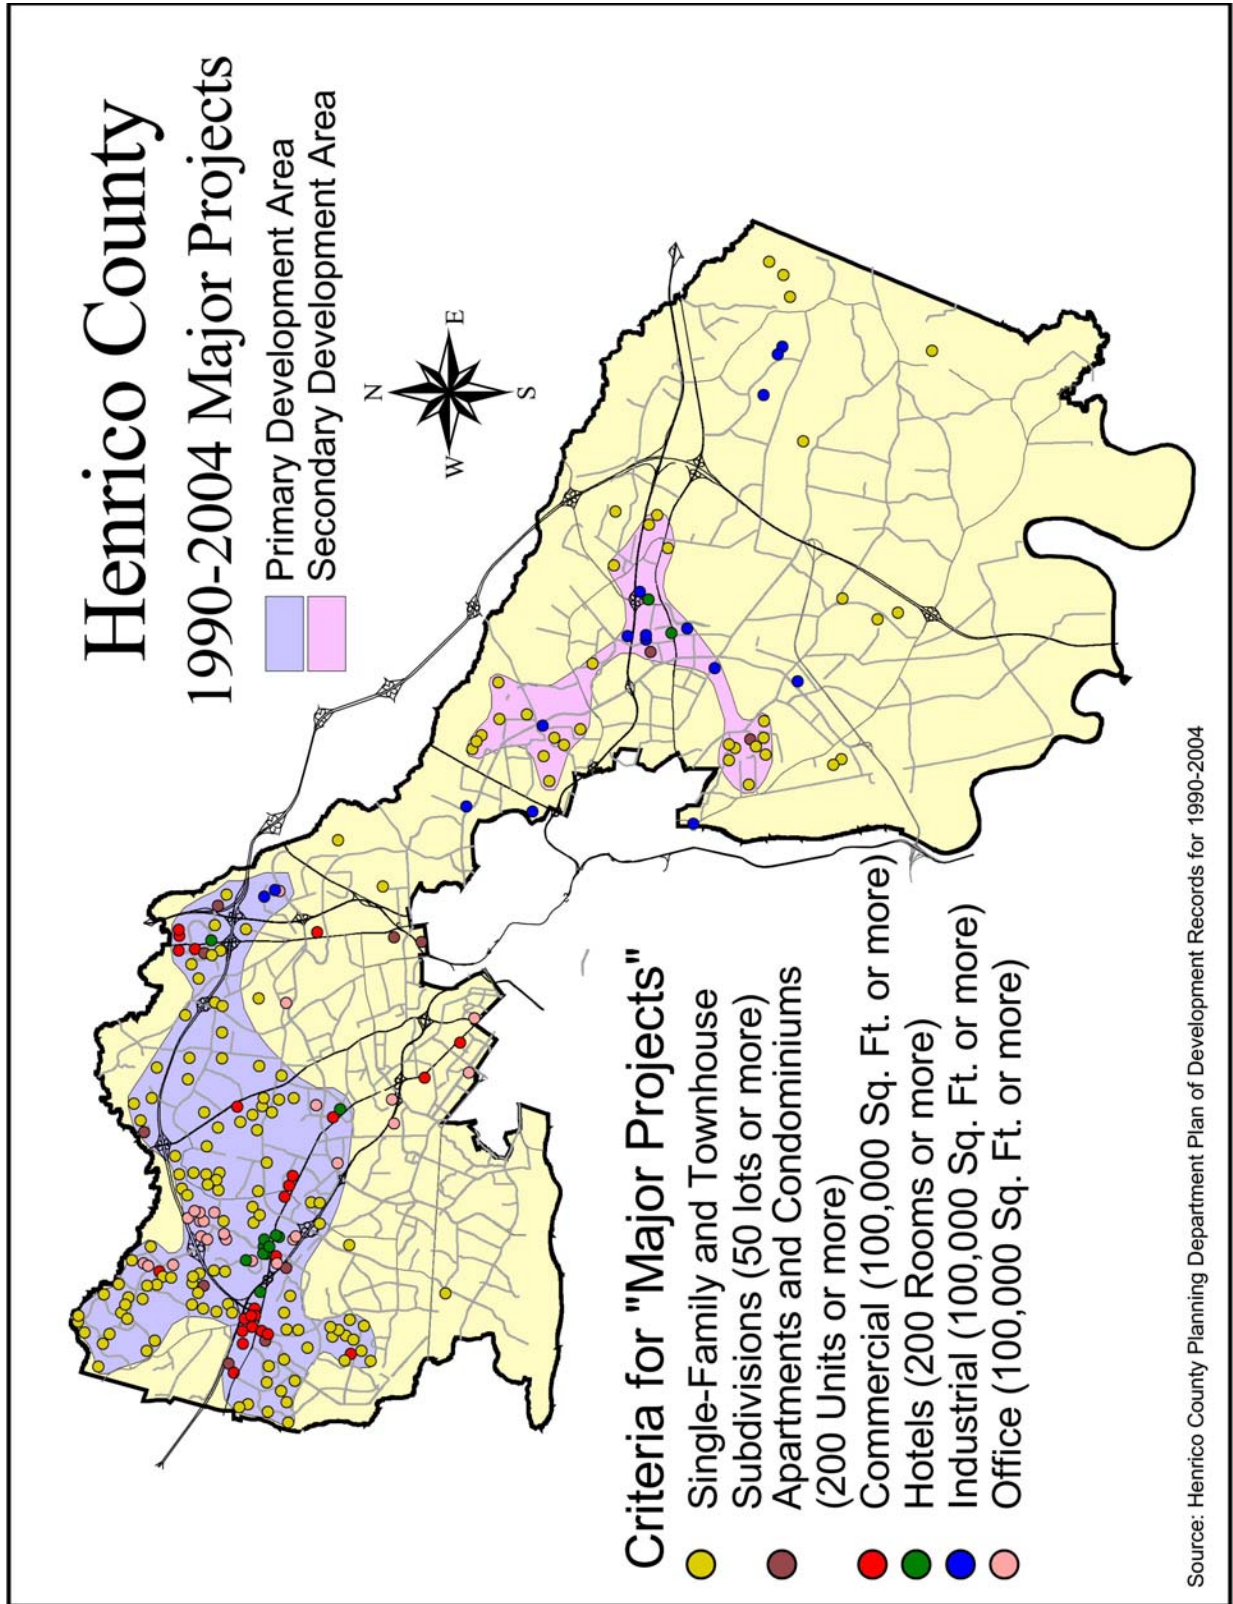 Henrico County
1990-2004 Major Projects
Primary Development Area
Secondary Development Area
N
W
E
S
Criteria for "Major Projects"
Single-Family and Townhouse
Subdivisions (50 lots or more)
Apartments and Condominiums
(200 Units or more)
Commercial (100,000 Sq. Ft. or more)
Hotels (200 Rooms or more)
Industrial (100,000 Sq. Ft. or more)
Office (100,000 Sq. Ft. or more)
Source: Henrico County Planning Department Plan of Development Records for 1990-2004